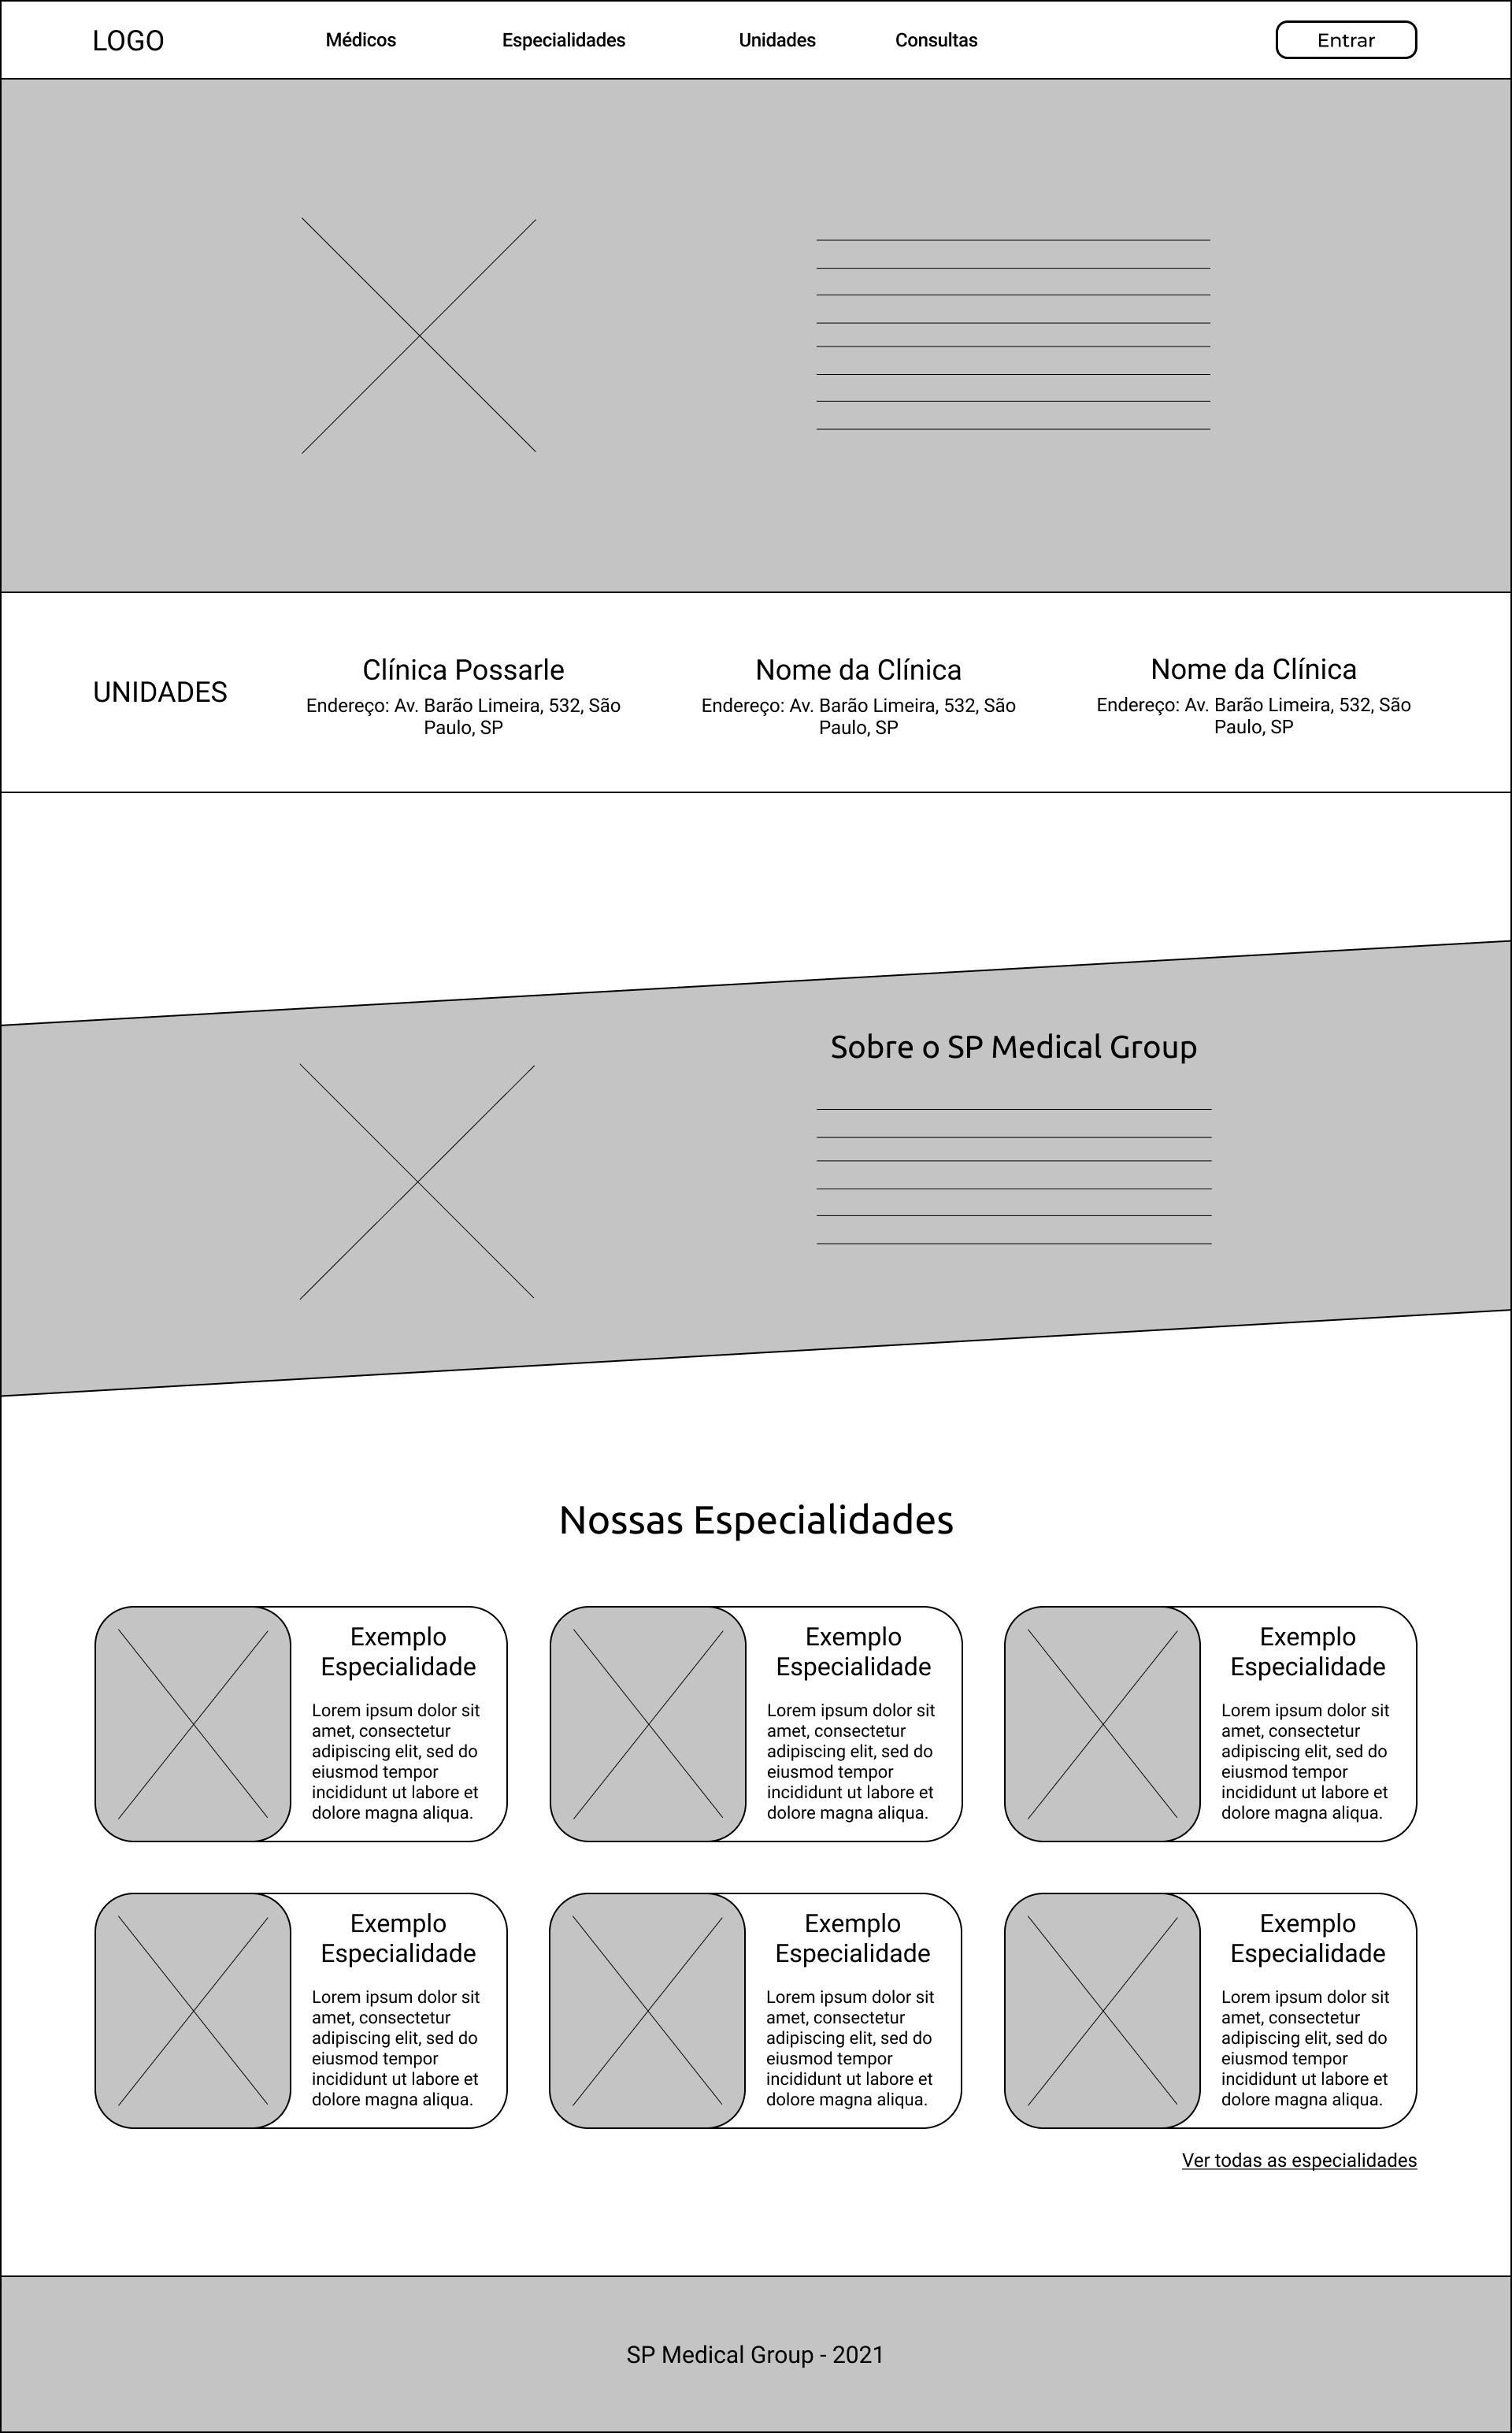 LOGO
Médicos
Especialidades
Unidades
Consultas
Entrar
UNIDADES
Clínica Possarle
Endereço: Av. Barão Limeira, 532, São
Paulo, SP
Nome da Clínica
Endereço: Av. Barão Limeira, 532, São
Paulo, SP
Nome da Clínica
Endereço: Av. Barão Limeira, 532, São
Paulo, SP
Sobre o SP Medical Group
Nossas Especialidades
Exemplo
Especialidade
Lorem ipsum dolor sit
amet, consectetur
adipiscing elit, sed do
eiusmod tempor
incididunt ut labore et
dolore magna aliqua.
Exemplo
Especialidade
Lorem ipsum dolor sit
amet, consectetur
adipiscing elit, sed do
eiusmod tempor
incididunt ut labore et
dolore magna aliqua.
Exemplo
Especialidade
Lorem ipsum dolor sit
amet, consectetur
adipiscing elit, sed do
eiusmod tempor
incididunt ut labore et
dolore magna aliqua.
Exemplo
Especialidade
Lorem ipsum dolor sit
amet, consectetur
adipiscing elit, sed do
eiusmod tempor
incididunt ut labore et
dolore magna aliqua.
Exemplo
Especialidade
Lorem ipsum dolor sit
amet, consectetur
adipiscing elit, sed do
eiusmod tempor
incididunt ut labore et
dolore magna aliqua.
Exemplo
Especialidade
Lorem ipsum dolor sit
amet, consectetur
adipiscing elit, sed do
eiusmod tempor
incididunt ut labore et
dolore magna aliqua.
Ver todas as especialidades
SP Medical Group - 2021